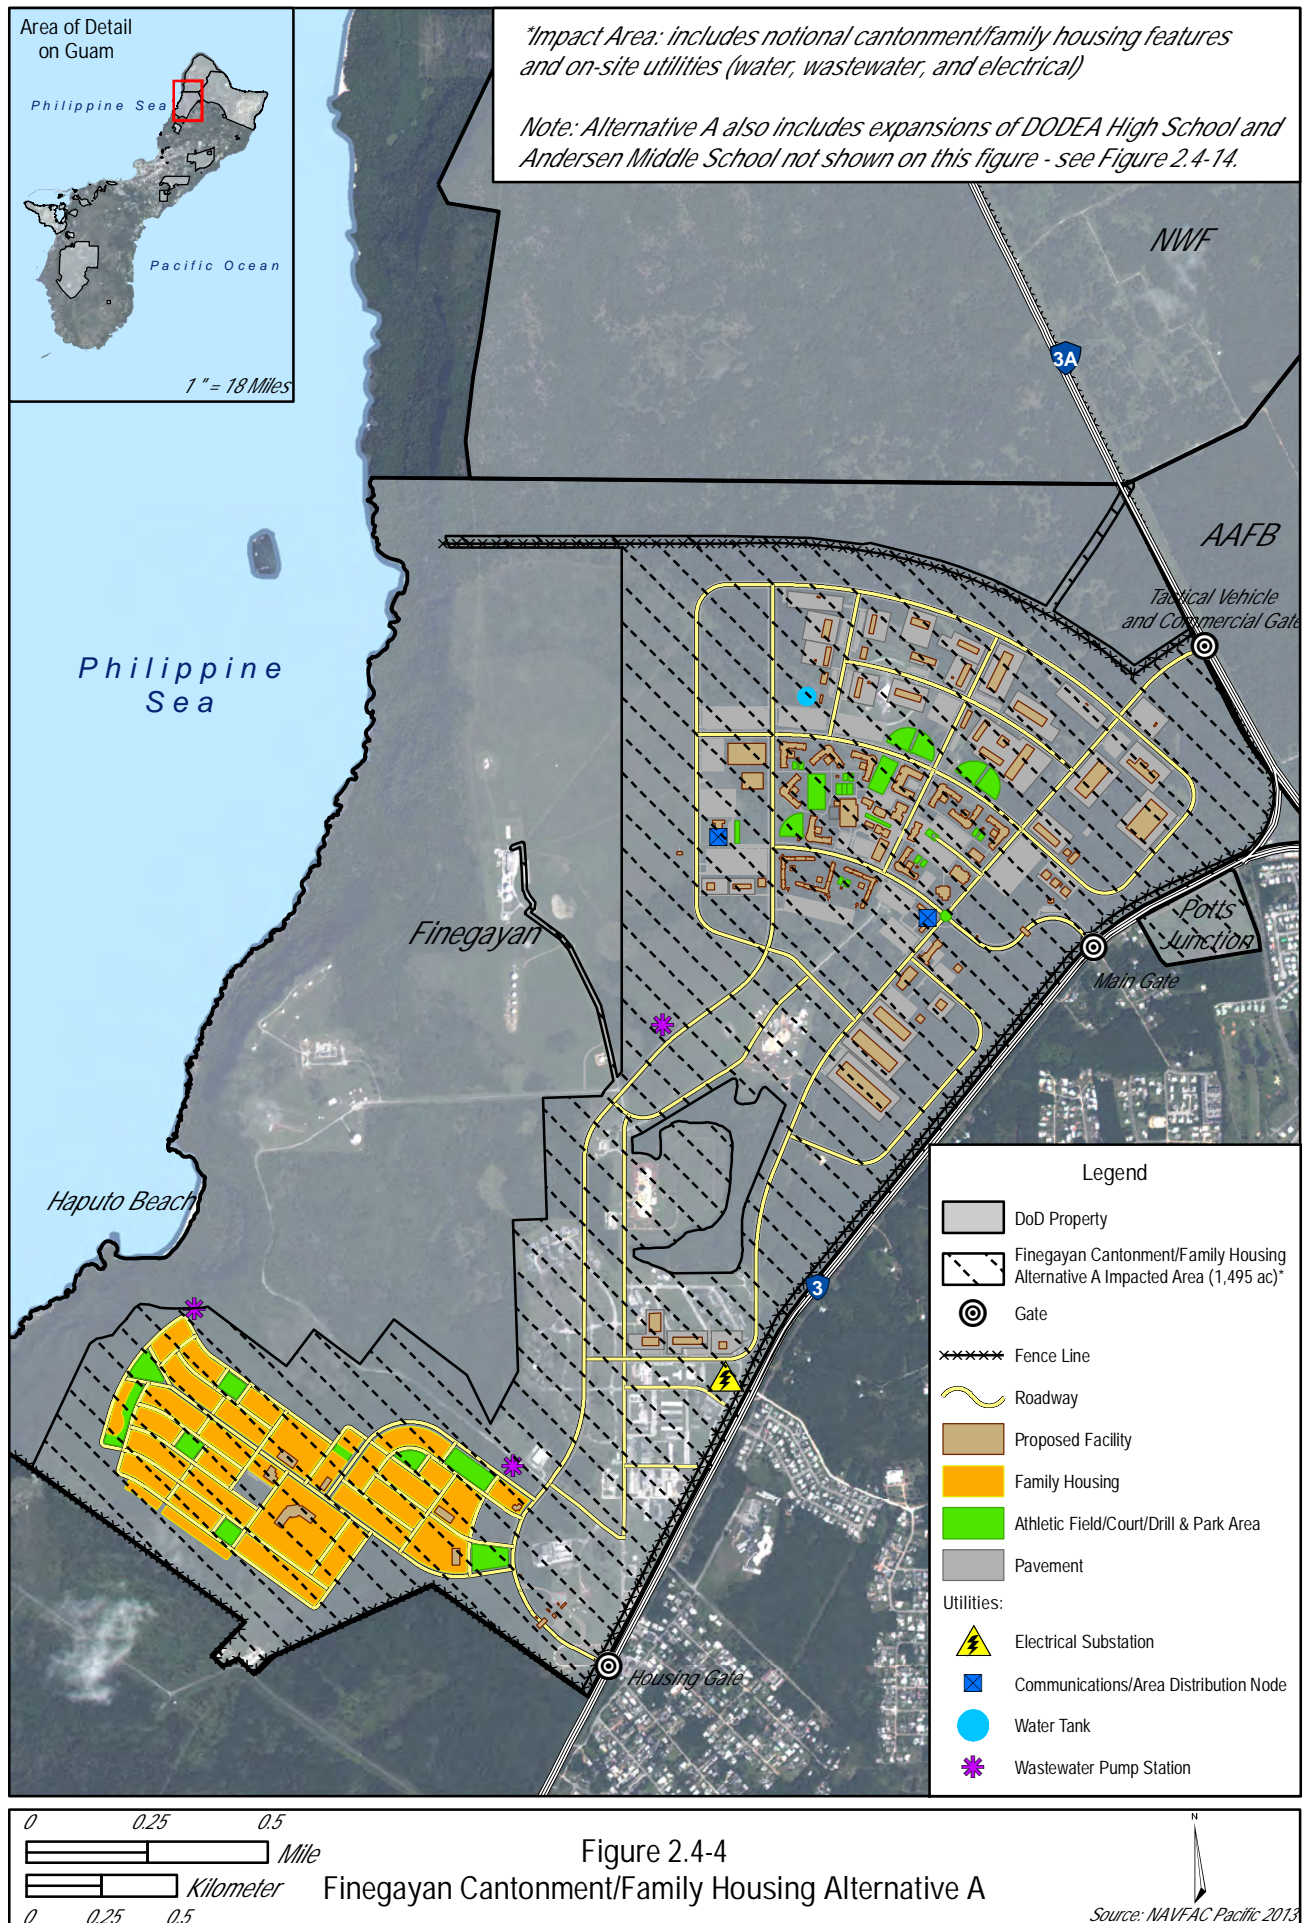 Area of Detail
on Guam
Philippine Sea
Pacific Ocean
1 " = 18 Miles
*Impact Area: includes notional cantonment/family housing features
and on-site utilities (water, wastewater, and electrical)
Note: Alternative A also includes expansions of DODEA High School and
Andersen Middle School not shown on this figure - see Figure 2.4-14.
NWF
3A
AAFB
Tactical Vehicle
and Commercial Gate
Philippine
Sea
Finegayan
Potts
Junction
Main Gate
Haputo Beach
3
Housing Gate
Legend
DoD Property
Finegayan Cantonment/Family Housing
Alternative A Impacted Area (1,495 ac)*
Gate
Fence Line
Roadway
Proposed Facility
Family Housing
Athletic Field/Court/Drill & Park Area
Pavement
Utilities:
Electrical Substation
Communications/Area Distribution Node
Water Tank
Wastewater Pump Station
0 0.25 0.5
Mile
Kilometer
0 0.25 0.5
Figure 2.4-4
Finegayan Cantonment/Family Housing Alternative A
N
Source: NAVFAC Pacific 2013